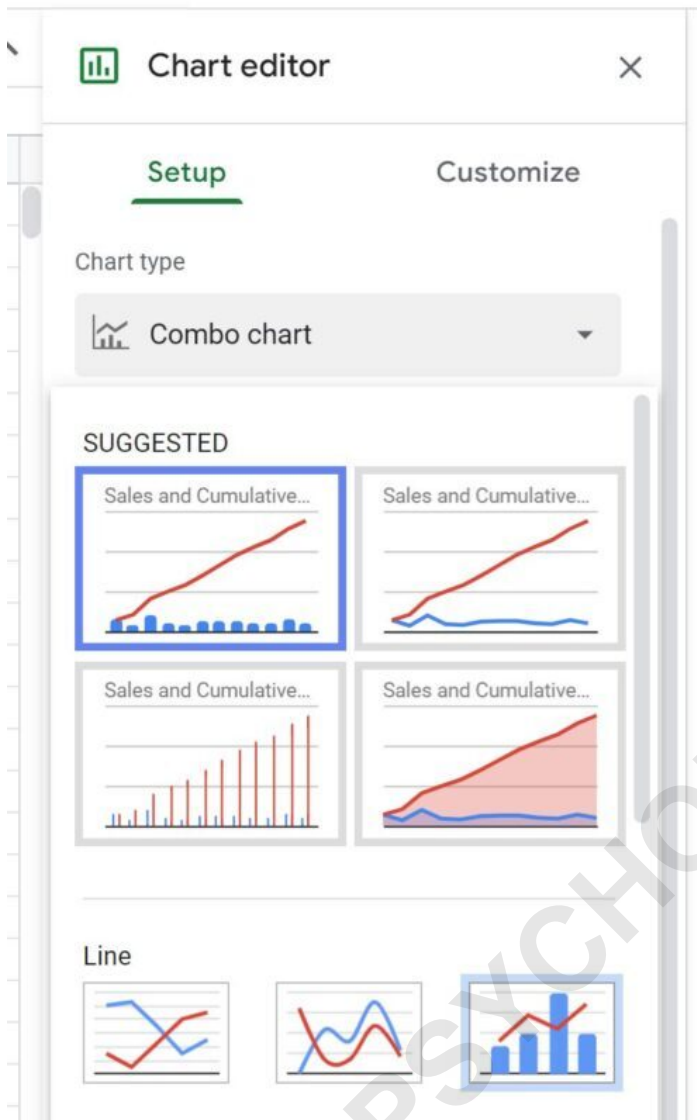 Chart editor
Setup Customize
Chart type
Combo chart
SUGGESTED
Sales and Cumulative... Sales and Cumulative...
Sales and Cumulative... Sales and Cumulative...
Line